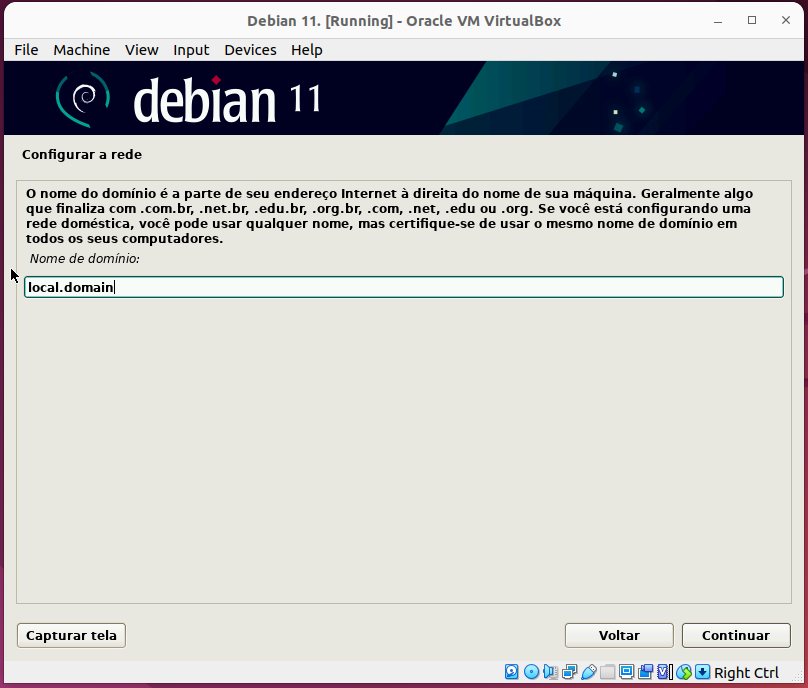 Debian 11. [Running] - Oracle VM VirtualBox
File Machine View Input Devices Help
debian 11
Configurar a rede
O nome do domínio é a parte de seu endereço Internet à direita do nome de sua máquina. Geralmente algo
que finaliza com .com.br, .net.br, .edu.br, .org.br, .com, .net, .edu ou .org. Se você está configurando uma
rede doméstica, você pode usar qualquer nome, mas certifique-se de usar o mesmo nome de domínio em
todos os seus computadores.
Nome de domínio:
local.domain
Capturar tela Voltar Continuar
Right Ctrl